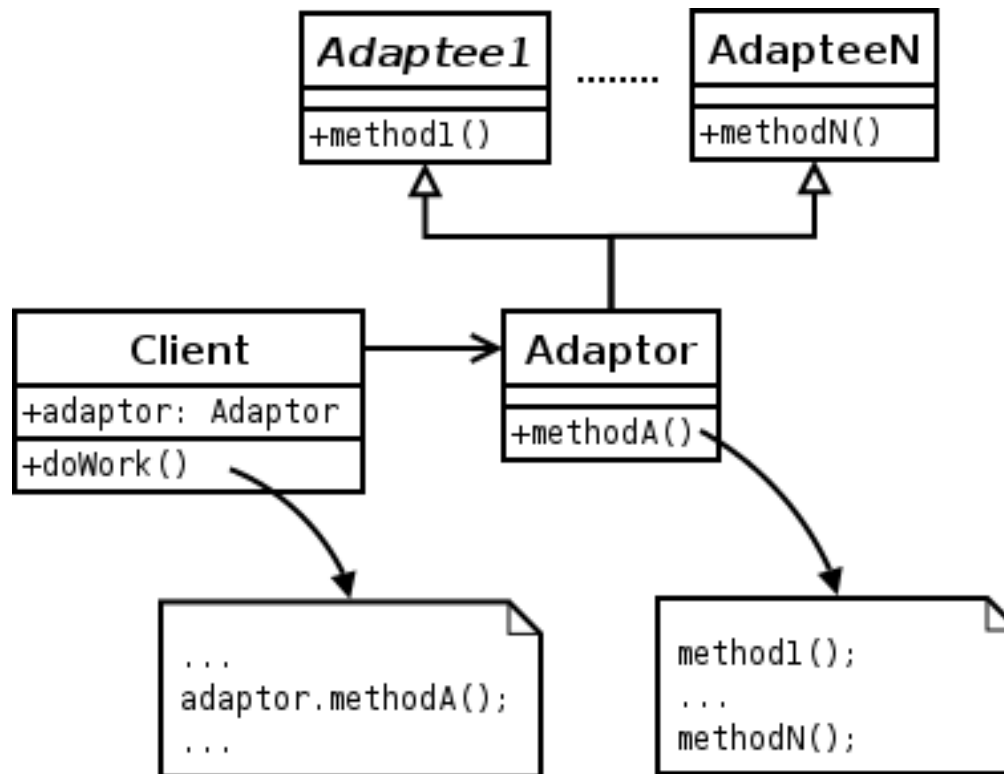 Adaptee1
........
AdapteeN
+method1()
+methodN()
Client
Adaptor
+adaptor: Adaptor
+methodA()
+doWork()
...
adaptor.methodA();
...
method1();
...
methodN();